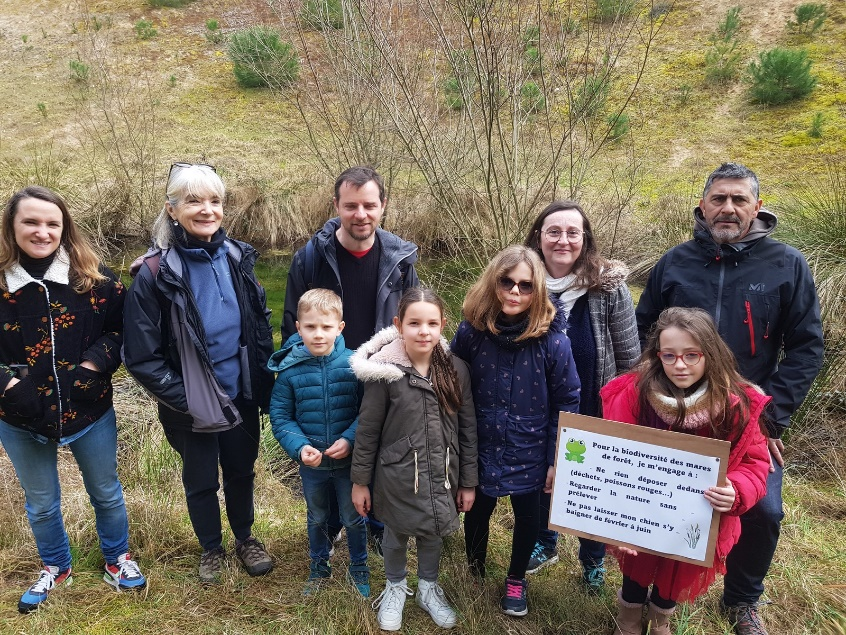 Pour la biodiversité des mares
de forêt, je m'engage à :
- Ne rien déposer dedans
(déchets, poissons rouges...)
- Regarder la nature sans
prélever
- Ne pas laisser mon chien s'y
baigner de février à juin